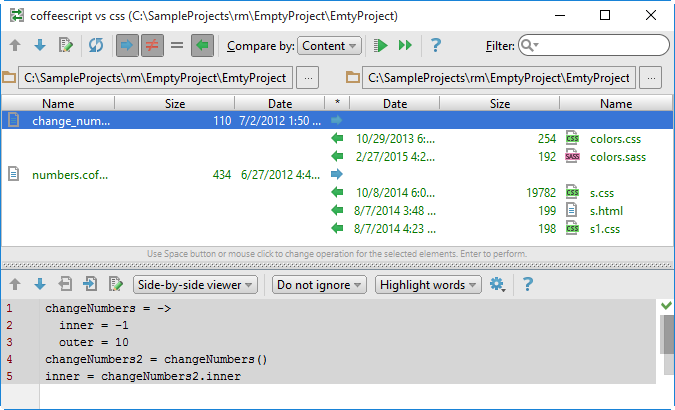 coffeescript vs css (C:\SampleProjects\rm\EmptyProject\EmtyProject)
Compare by: Content Filter:
C:\SampleProjects\rm\EmptyProject\EmtyProject ... C:\SampleProjects\rm\EmptyProject\EmtyProject ...
Name Size Date * Date Size Name
change_num... 110 7/2/2012 1:50 ...
10/29/2013 6:... 254 colors.css
2/27/2015 4:2... 192 colors.sass
numbers.cof... 434 6/27/2012 4:4...
10/8/2014 6:0... 19782 s.css
8/7/2014 3:48 ... 199 s.html
8/7/2014 4:23 ... 198 s1.css
Use Space button or mouse click to change operation for the selected elements. Enter to perform.
Side-by-side viewer Do not ignore Highlight words ?
1 changeNumbers = ->
2 inner = -1
3 outer = 10
4 changeNumbers2 = changeNumbers()
5 inner = changeNumbers2.inner